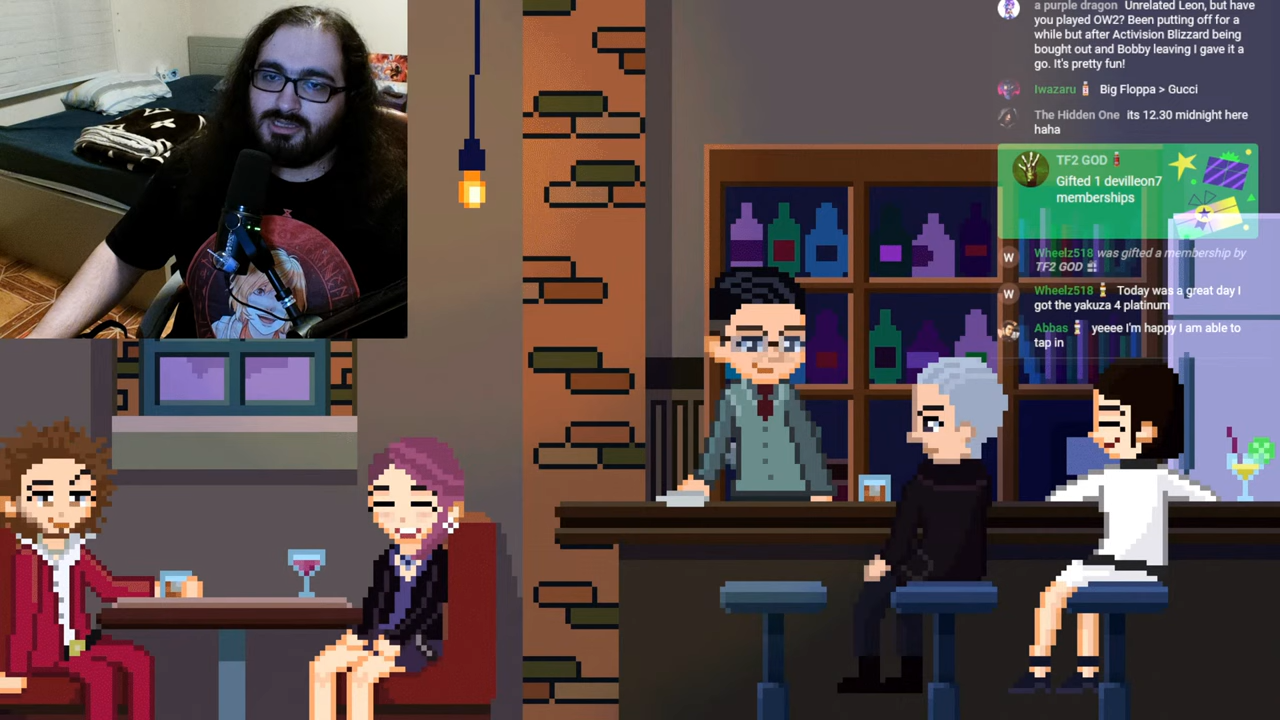 a purple dragon Unrelated Leon, but have
you played OW2? Been putting off for a
while but after Activision Blizzard being
bought out and Bobby leaving I gave it a
go. It's pretty fun!
Iwazaru Big Floppa > Gucci
The Hidden One its 12.30 midnight here
haha
TF2 GOD
Gifted 1 devilleon7
memberships
W Wheelz518 was gifted a membership by
TF2 GOD
W Wheelz518 Today was a great day I
got the yakuza 4 platinum
Abbas yeeee I'm happy I am able to
tap in